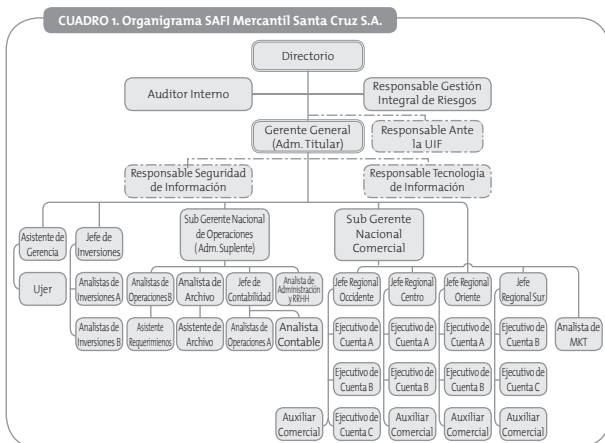 CUADRO 1. Organigrama SAFI Mercantil Santa Cruz S.A.
Directorio
Auditor Interno
Responsable Gestión
Integral de Riesgos
Gerente General
(Adm. Titular)
Responsable Ante
la UIF
Responsable Seguridad
de Información
Responsable Tecnología
de Información
Asistente de
Gerencia
Jefe de
Inversiones
Sub Gerente Nacional
de Operaciones
(Adm. Suplente)
Sub Gerente
Nacional
Comercial
Ujer
Analistas de
Inversiones A
Analistas de
Operaciones B
Analista de
Archivo
Jefe de
Contabilidad
Analista de
Administración
y RRHH
Jefe Regional
Occidente
Jefe Regional
Centro
Jefe Regional
Oriente
Jefe
Regional Sur
Analistas de
Inversiones B
Asistente
Requerimientos
Asistente de
Archivo
Analistas de
Operaciones A
Analista
Contable
Ejecutivo de
Cuenta A
Ejecutivo de
Cuenta A
Ejecutivo de
Cuenta A
Ejecutivo de
Cuenta B
Analista de
MKT
Ejecutivo de
Cuenta B
Ejecutivo de
Cuenta B
Ejecutivo de
Cuenta B
Ejecutivo de
Cuenta C
Auxiliar
Comercial
Ejecutivo de
Cuenta C
Auxiliar
Comercial
Auxiliar
Comercial
Auxiliar
Comercial